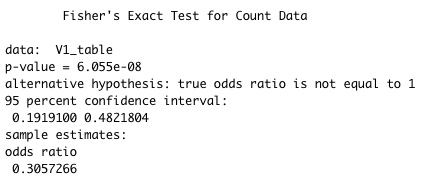 Fisher's Exact Test for Count Data
data:  V1_table
p-value = 6.055e-08
alternative hypothesis: true odds ratio is not equal to 1
95 percent confidence interval:
 0.1919100 0.4821804
sample estimates:
odds ratio
 0.3057266